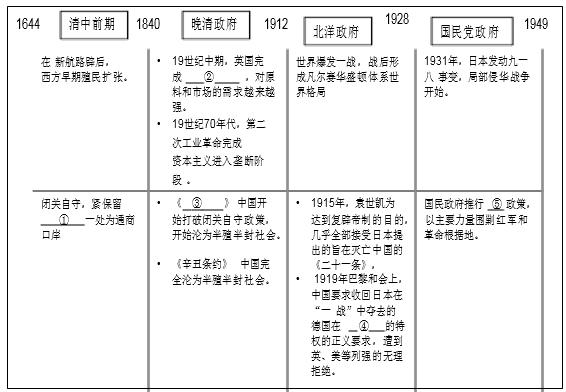 1644 清中前期 1840 晚清政府 1912 北洋政府 1928 国民党政府 1949
在 新航路辟后，
西方早期殖民扩张。
• 19世纪中期，英国完
成 ② ，对原
料和市场的需求越来越
强。
• 19世纪70年代，第二
次工业革命完成
资本主义进入垄断阶
段 。
世界爆发一战，战后形
成凡尔赛华盛顿体系世
界格局
1931年，日本发动九一
八 事变，局部侵华战争
开始。
闭关自守，紧保留
① 一处为通商
口岸
• 《 ③ 》 中国开
始打破闭关自守政策，
开始沦为半殖半封社会。
• 《辛丑条约》 中国完
全沦为半殖半封社会。
• 1915年，袁世凯为
达到复辟帝制的目的，
几乎全部接受日本提
出的旨在灭亡中国的
《二十一条》，
• 1919年巴黎和会上，
中国要求收回日本在
“一 战”中夺去的
德国在 ④ 的特
权的正义要求，遭到
英、美等列强的无理
拒绝。
国民政府推行 ⑤ 政策，
以主要力量围剿红军和
革命根据地。